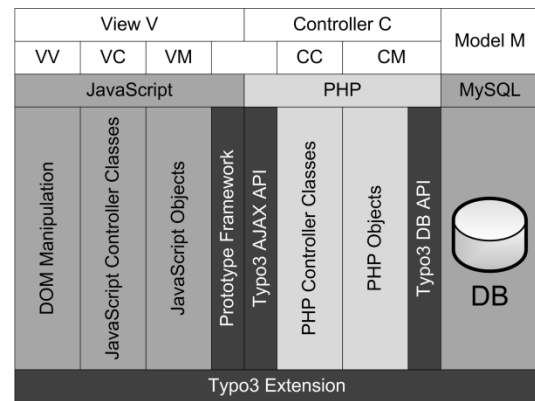 View V
Controller C
Model M
VV
VC
VM
CC
CM
JavaScript
PHP
MySQL
DOM Manipulation
JavaScript Controller Classes
JavaScript Objects
Prototype Framework
Typo3 AJAX API
PHP Controller Classes
PHP Objects
Typo3 DB API
DB
Typo3 Extension